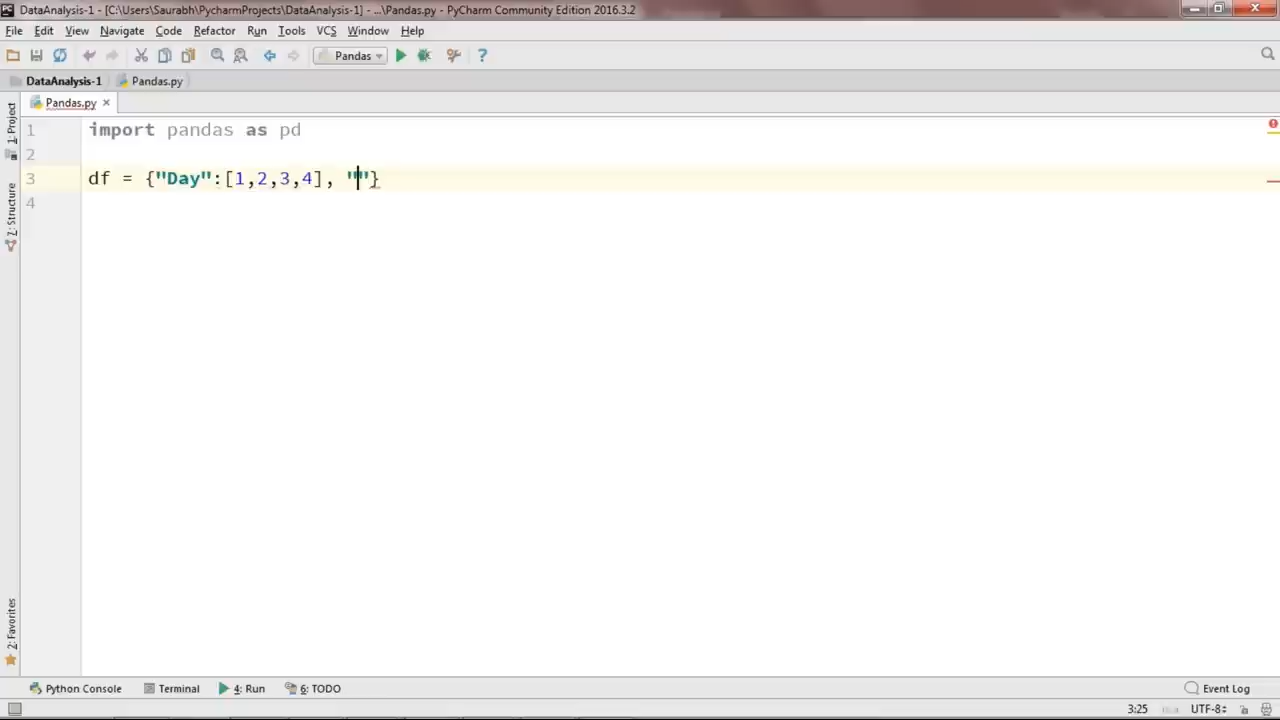 DataAnalysis-1 - [C:\Users\Saurabh\PycharmProjects\DataAnalysis-1] - ...\Pandas.py - PyCharm Community Edition 2016.3.2
File Edit View Navigate Code Refactor Run Tools VCS Window Help
Pandas
DataAnalysis-1 Pandas.py
Pandas.py
1: Project
Z: Structure
2: Favorites
1 import pandas as pd
2
3 df = {"Day":[1,2,3,4], ""}
4
Python Console Terminal 4: Run 6: TODO Event Log
3:25 n/a UTF-8